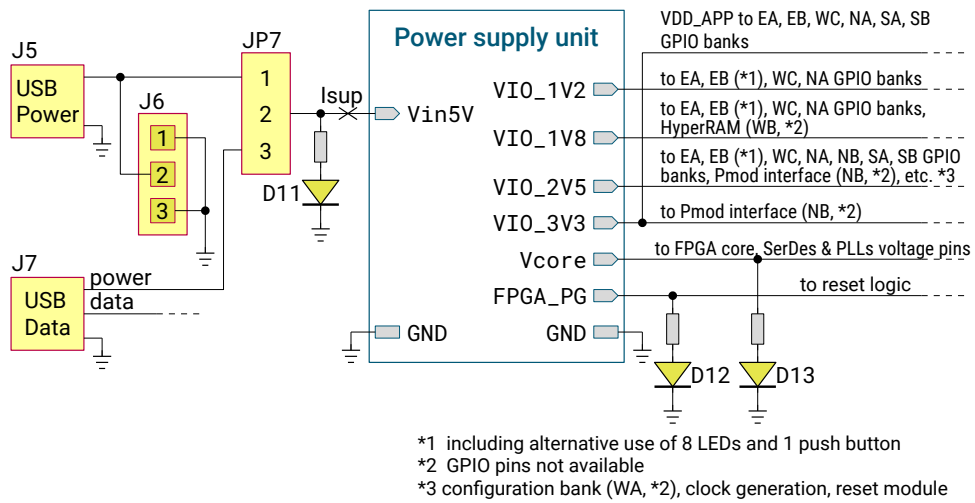 J5
USB
Power
J6
1
2
3
J7
USB
Data
power
data
JP7
1
2
3
Isup
D11
Power supply unit
Vin5V
GND
VIO_1V2
VIO_1V8
VIO_2V5
VIO_3V3
Vcore
FPGA_PG
GND
VDD_APP to EA, EB, WC, NA, SA, SB
GPIO banks
to EA, EB (*1), WC, NA GPIO banks
to EA, EB (*1), WC, NA GPIO banks,
HyperRAM (WB, *2)
to EA, EB (*1), WC, NA, NB, SA, SB GPIO
banks, Pmod interface (NB, *2), etc. *3
to Pmod interface (NB, *2)
to FPGA core, SerDes & PLLs voltage pins
to reset logic
D12
D13
*1 including alternative use of 8 LEDs and 1 push button
*2 GPIO pins not available
*3 configuration bank (WA, *2), clock generation, reset module